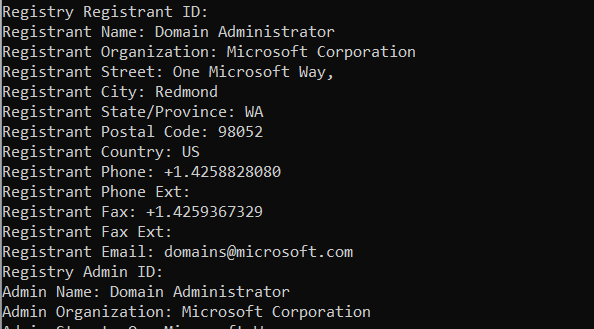 Registry Registrant ID:
Registrant Name: Domain Administrator
Registrant Organization: Microsoft Corporation
Registrant Street: One Microsoft Way,
Registrant City: Redmond
Registrant State/Province: WA
Registrant Postal Code: 98052
Registrant Country: US
Registrant Phone: +1.4258828080
Registrant Phone Ext:
Registrant Fax: +1.4259367329
Registrant Fax Ext:
Registrant Email: domains@microsoft.com
Registry Admin ID:
Admin Name: Domain Administrator
Admin Organization: Microsoft Corporation